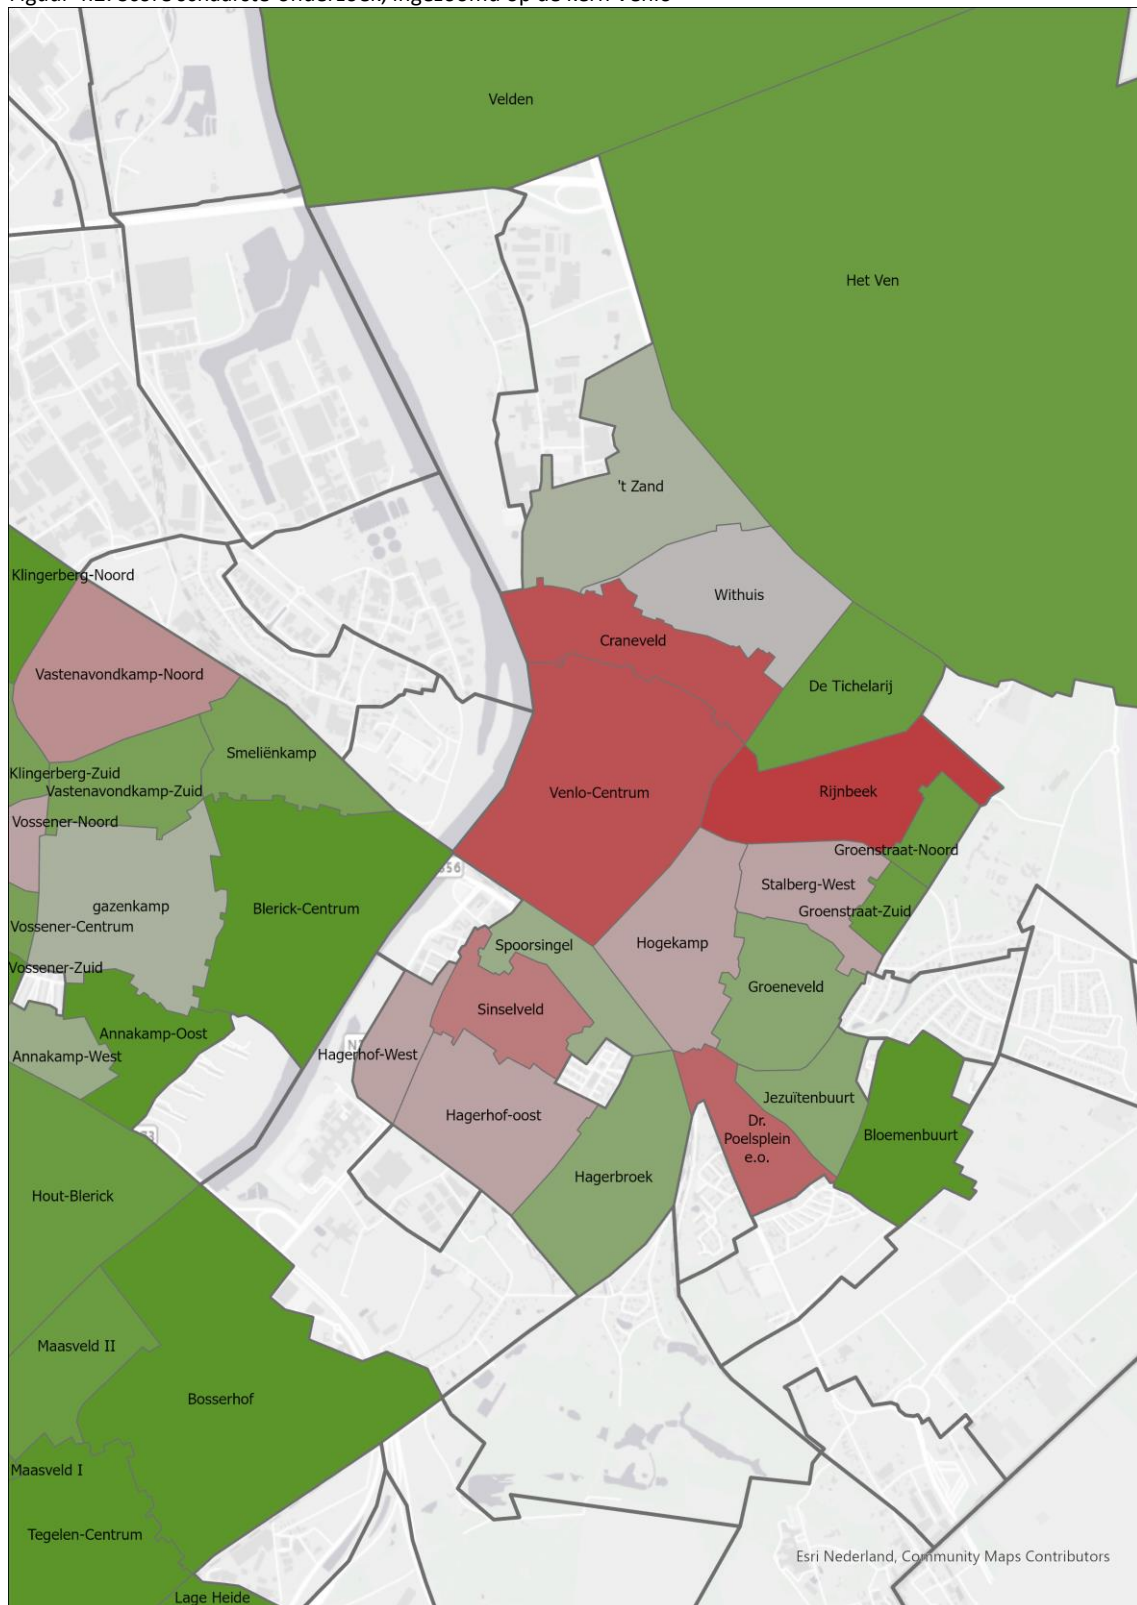 Velden
Het Ven
't Zand
Klingerberg-Noord
Withuis
Craneveld
Vastenavondkamp-Noord
De Tichelarij
Smeliënkamp
Klingerberg-Zuid
Vastenavondkamp-Zuid
Venlo-Centrum
Rijnbeek
Vossener-Noord
Groenstraat-Noord
Stalberg-West
gazenkamp
Blerick-Centrum
Groenstraat-Zuid
Vossener-Centrum
Spoorsingel
Hogekamp
Vossener-Zuid
Groeneveld
Sinselveld
Annakamp-Oost
Annakamp-West
Hagerhof-West
Jezuïtenbuurt
Hagerhof-oost
Dr.
Poelsplein
e.o.
Bloemenbuurt
Hagerbroek
Hout-Blerick
Maasveld II
Bosserhof
Maasveld I
Tegelen-Centrum
Esri Nederland, Community Maps Contributors
Lage Heide